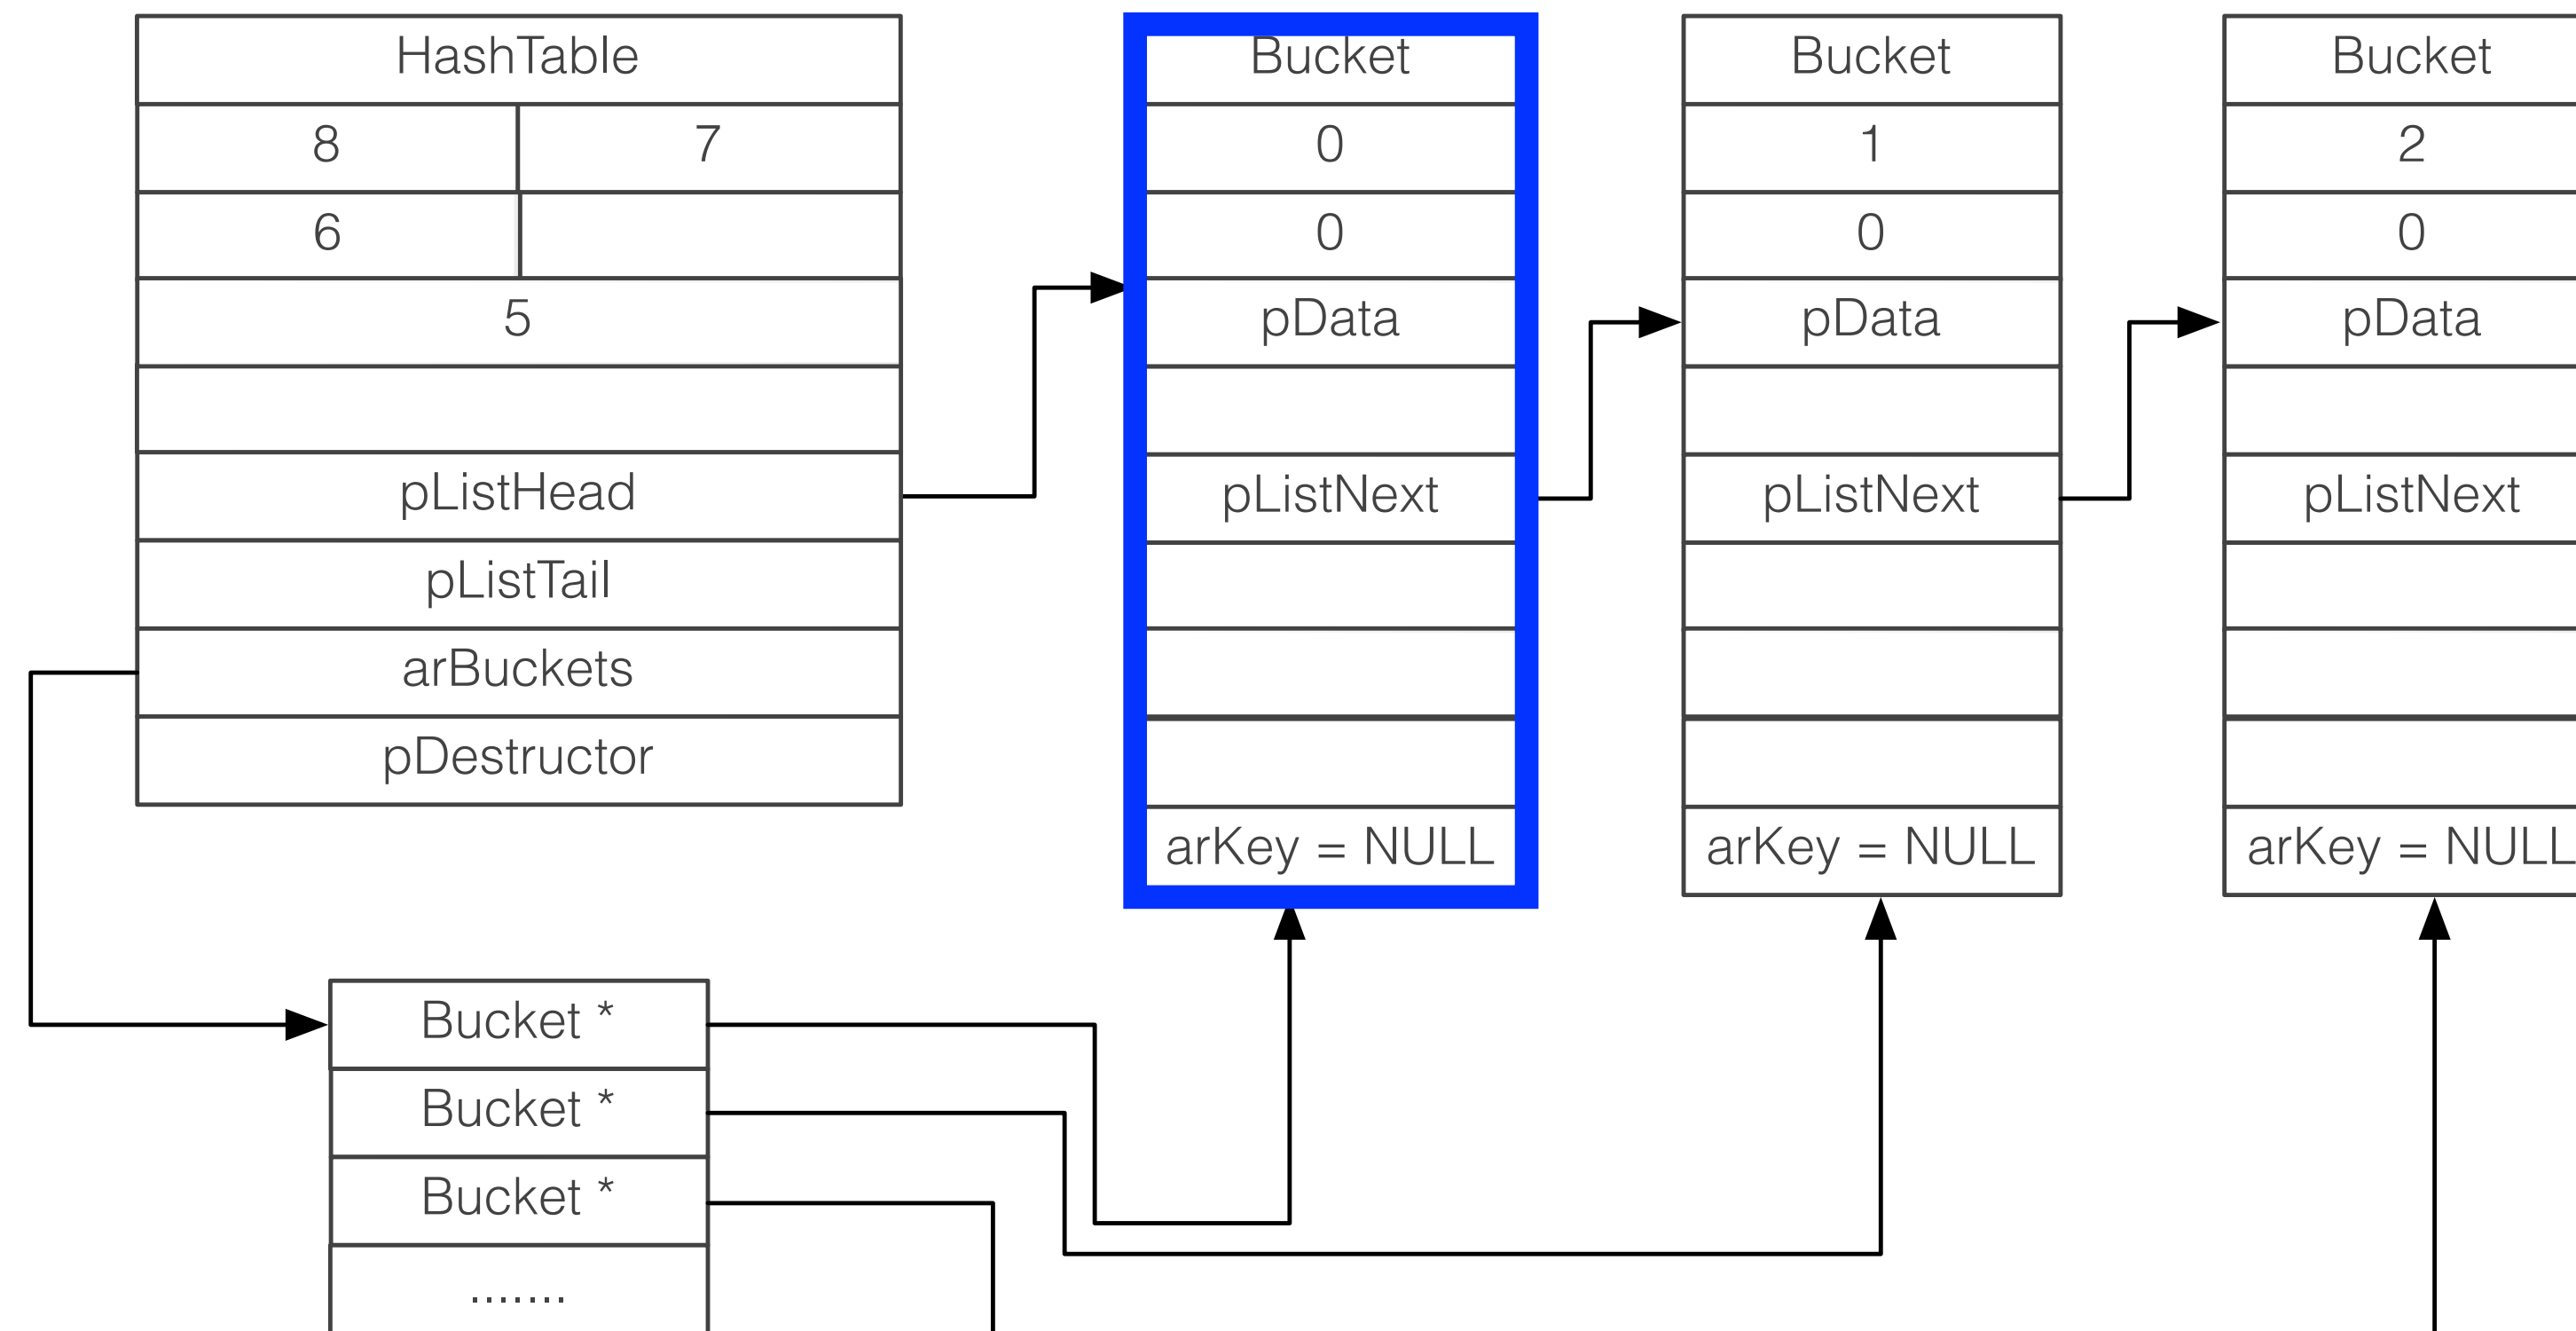 HashTable
8 7
6
5
pListHead
pListTail
arBuckets
pDestructor
Bucket
0
0
pData
pListNext
arKey = NULL
Bucket
1
0
pData
pListNext
arKey = NULL
Bucket
2
0
pData
pListNext
arKey = NULL
Bucket *
Bucket *
Bucket *
.......